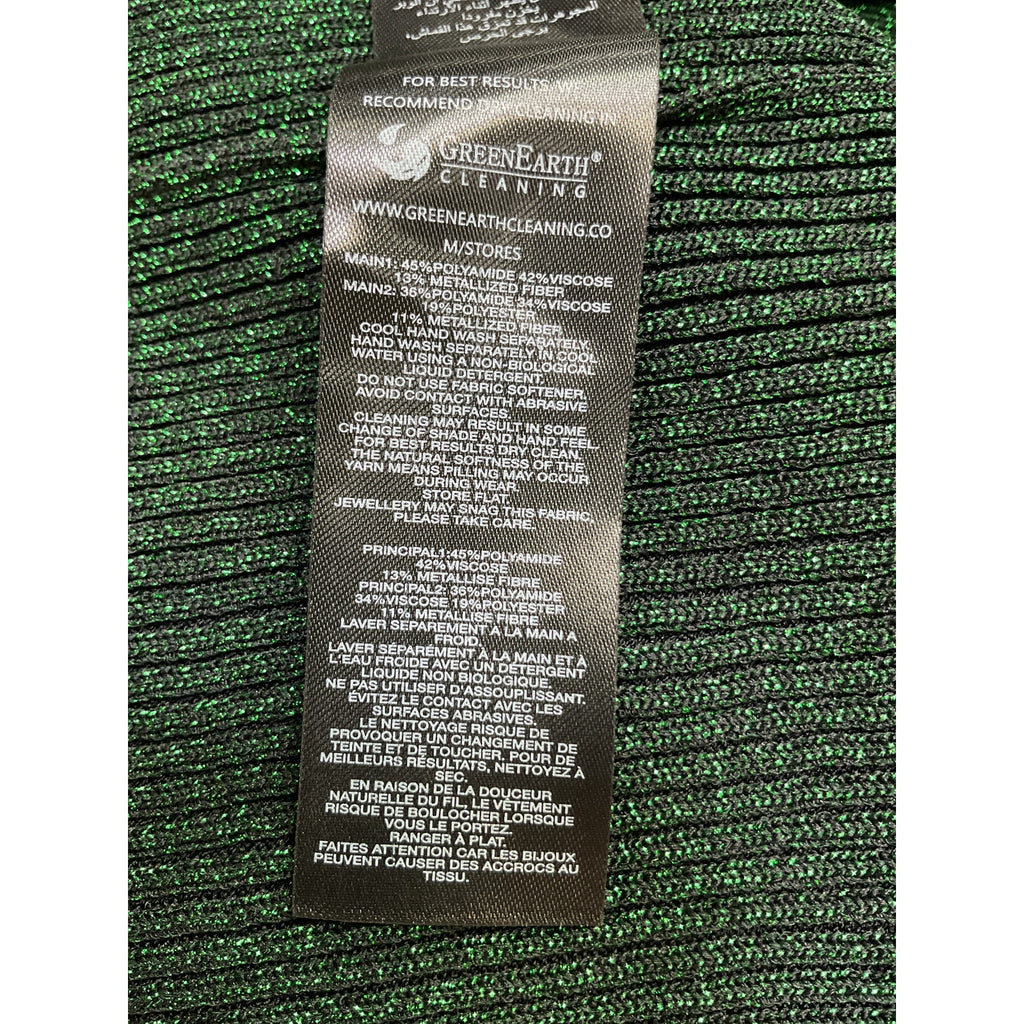 المجوهرات قد تمزق هذا القماش،
يرجى الحرص.
FOR BEST RESULTS
RECOMMEND
GREENEARTH®
CLEANING
WWW.GREENEARTHCLEANING.CO
M/STORES
MAIN1: 45%POLYAMIDE 42%VISCOSE
13% METALLIZED FIBER
MAIN2: 36%POLYAMIDE 34%VISCOSE
19%POLYESTER
11% METALLIZED FIBER
COOL HAND WASH SEPARATELY.
HAND WASH SEPARATELY IN COOL
WATER USING A NON-BIOLOGICAL
LIQUID DETERGENT.
DO NOT USE FABRIC SOFTENER.
AVOID CONTACT WITH ABRASIVE
SURFACES.
CLEANING MAY RESULT IN SOME
CHANGE OF SHADE AND HAND FEEL.
FOR BEST RESULTS DRY CLEAN.
THE NATURAL SOFTNESS OF THE
YARN MEANS PILLING MAY OCCUR
DURING WEAR.
STORE FLAT.
JEWELLERY MAY SNAG THIS FABRIC,
PLEASE TAKE CARE.
PRINCIPAL1:45%POLYAMIDE
42%VISCOSE
13% METALLISE FIBRE
PRINCIPAL2: 36%POLYAMIDE
34%VISCOSE 19%POLYESTER
11% METALLISE FIBRE
LAVER SÉPARÉMENT À LA MAIN A
FROID.
LAVER SÉPARÉMENT À LA MAIN ET À
L'EAU FROIDE AVEC UN DÉTERGENT
LIQUIDE NON BIOLOGIQUE.
NE PAS UTILISER D'ASSOUPLISSANT.
ÉVITEZ LE CONTACT AVEC LES
SURFACES ABRASIVES.
LE NETTOYAGE RISQUE DE
PROVOQUER UN CHANGEMENT DE
TEINTE ET DE TOUCHER. POUR DE
MEILLEURS RÉSULTATS, NETTOYEZ À
SEC.
EN RAISON DE LA DOUCEUR
NATURELLE DU FIL, LE VÊTEMENT
RISQUE DE BOULOCHER LORSQUE
VOUS LE PORTEZ.
RANGER À PLAT.
FAITES ATTENTION CAR LES BIJOUX
PEUVENT CAUSER DES ACCROCS AU
TISSU.